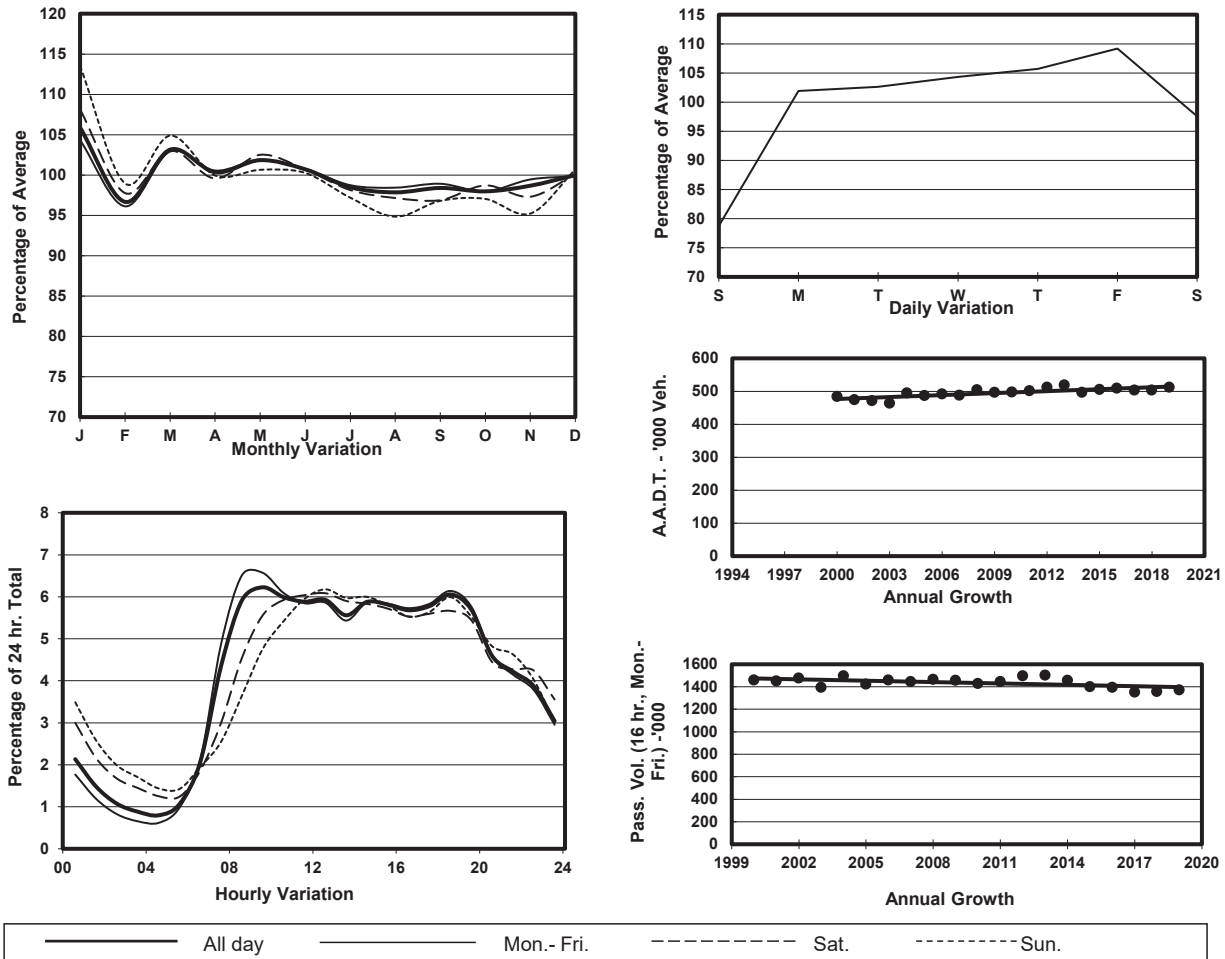 120
115
110
105
100
95
90
85
80
75
70
Percentage of Average
J F M A M J J A S O N D
Monthly Variation
115
110
105
100
95
90
85
80
75
70
Percentage of Average
S M T W T F S
Daily Variation
600
500
400
300
200
100
0
A.A.D.T. - '000 Veh.
1994 1997 2000 2003 2006 2009 2012 2015 2018 2021
Annual Growth
8
7
6
5
4
3
2
1
0
Percentage of 24 hr. Total
00 04 08 12 16 20 24
Hourly Variation
1600
1400
1200
1000
800
600
400
200
0
Pass. Vol. (16 hr., Mon.-
Fri.) -'000
1999 2002 2005 2008 2011 2014 2017 2020
Annual Growth
All day Mon.- Fri. Sat. Sun.